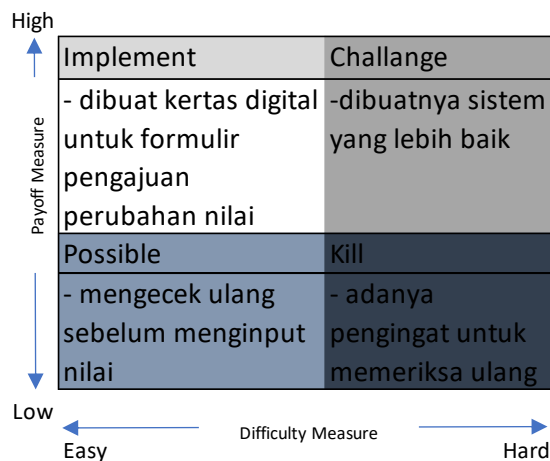 High
Implement
Challange
- dibuat kertas digital
untuk formulir
pengajuan
perubahan nilai
-dibuatnya sistem
yang lebih baik
Payoff Measure
Possible
Kill
- mengecek ulang
sebelum menginput
nilai
- adanya
pengingat untuk
memeriksa ulang
Low
Easy
Difficulty Measure
Hard